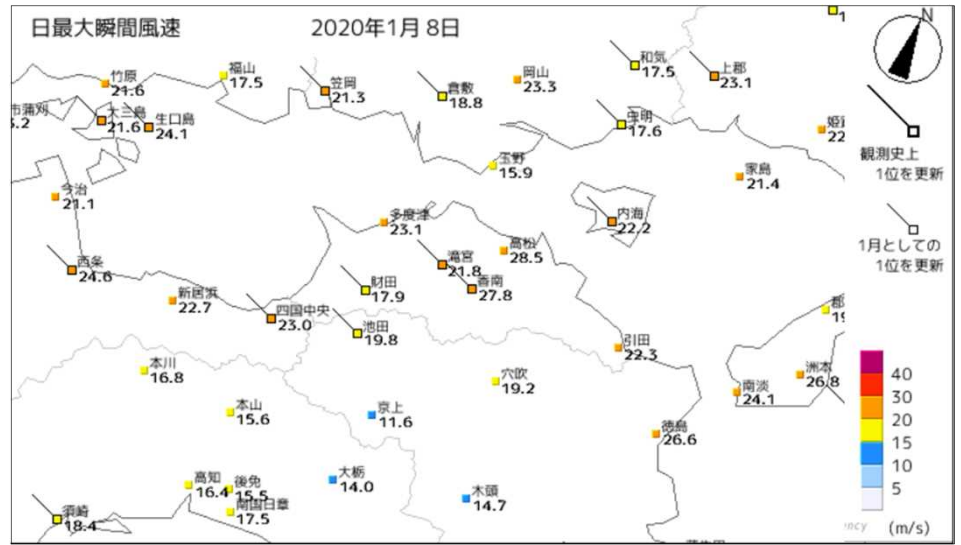 日最大瞬間風速 2020年1月 8日
N
竹原
21.6
福山
17.5
笠岡
21.3
倉敷
18.8
岡山
23.3
和気
17.5
上郡
23.1
大三島
21.6
生口島
24.1
17.6
玉野
15.9
家島
21.4
観測史上
1位を更新
今治
21.1
多度津
23.1
内海
22.2
1月としての
1位を更新
西条
24.6
滝宮
21.8
高松
28.5
香南
27.8
財田
17.9
新居浜
22.7
四国中央
23.0
池田
19.8
引田
22.3
本川
16.8
穴吹
19.2
洲本
26.8
南淡
24.1
本山
15.6
京上
11.6
徳島
26.6
高知
16.4
後免
15.5
南国日章
17.5
大栃
14.0
木頭
14.7
須崎
18.4
40
30
20
15
10
5
(m/s)